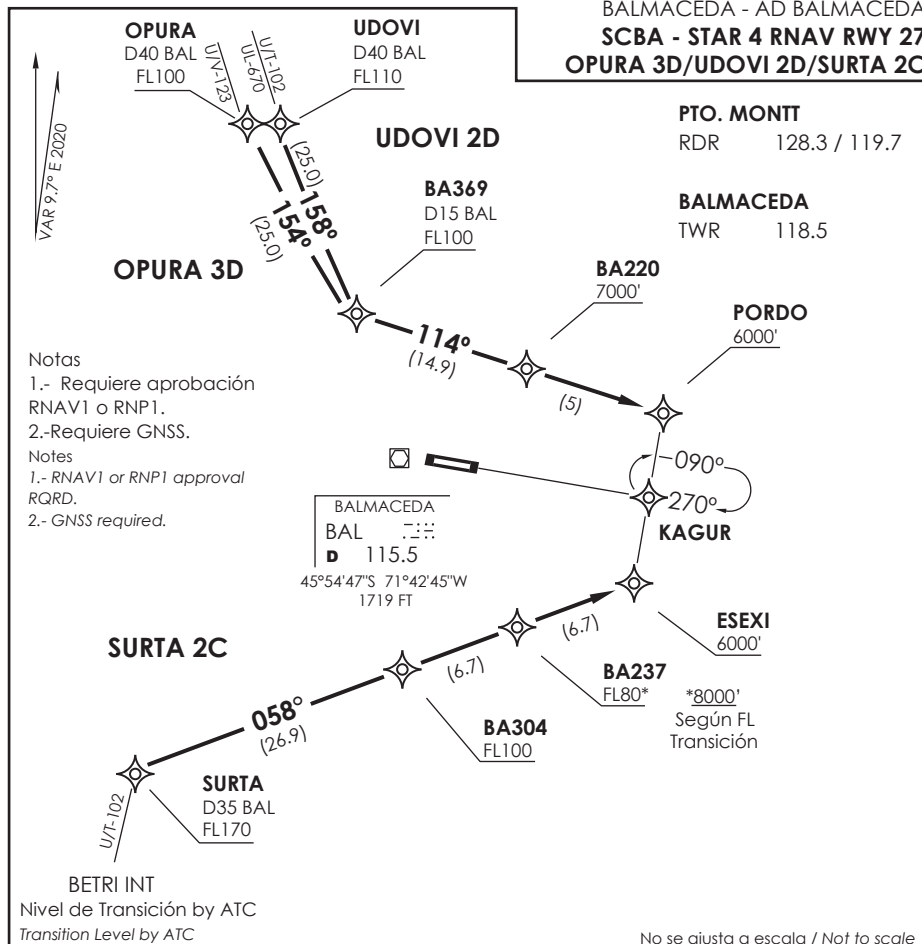 BALMACEDA - AD BALMACEDA
SCBA - STAR 4 RNAV RWY 27
OPURA 3D/UDOVI 2D/SURTA 2C
OPURA
D40 BAL
FL100
UDOVI
D40 BAL
FL110
U/V-123
U/T-102
UL-670
VAR 9.7° E 2020
UDOVI 2D
PTO. MONTT
RDR 128.3 / 119.7
BALMACEDA
TWR 118.5
(25.0)
158°
154°
(25.0)
BA369
D15 BAL
FL100
OPURA 3D
BA220
7000'
PORDO
6000'
114°
(14.9)
(5)
Notas
1.- Requiere aprobación
RNAV1 o RNP1.
2.-Requiere GNSS.
Notes
1.- RNAV1 or RNP1 approval
RQRD.
2.- GNSS required.
090°
270°
KAGUR
BALMACEDA
BAL
D 115.5
45°54'47"S 71°42'45"W
1719 FT
ESEXI
6000'
SURTA 2C
(6.7)
(6.7)
BA237
FL80*
*8000'
Según FL
Transición
058°
(26.9)
BA304
FL100
SURTA
D35 BAL
FL170
U/T-102
BETRI INT
Nivel de Transición by ATC
Transition Level by ATC
No se ajusta a escala / Not to scale